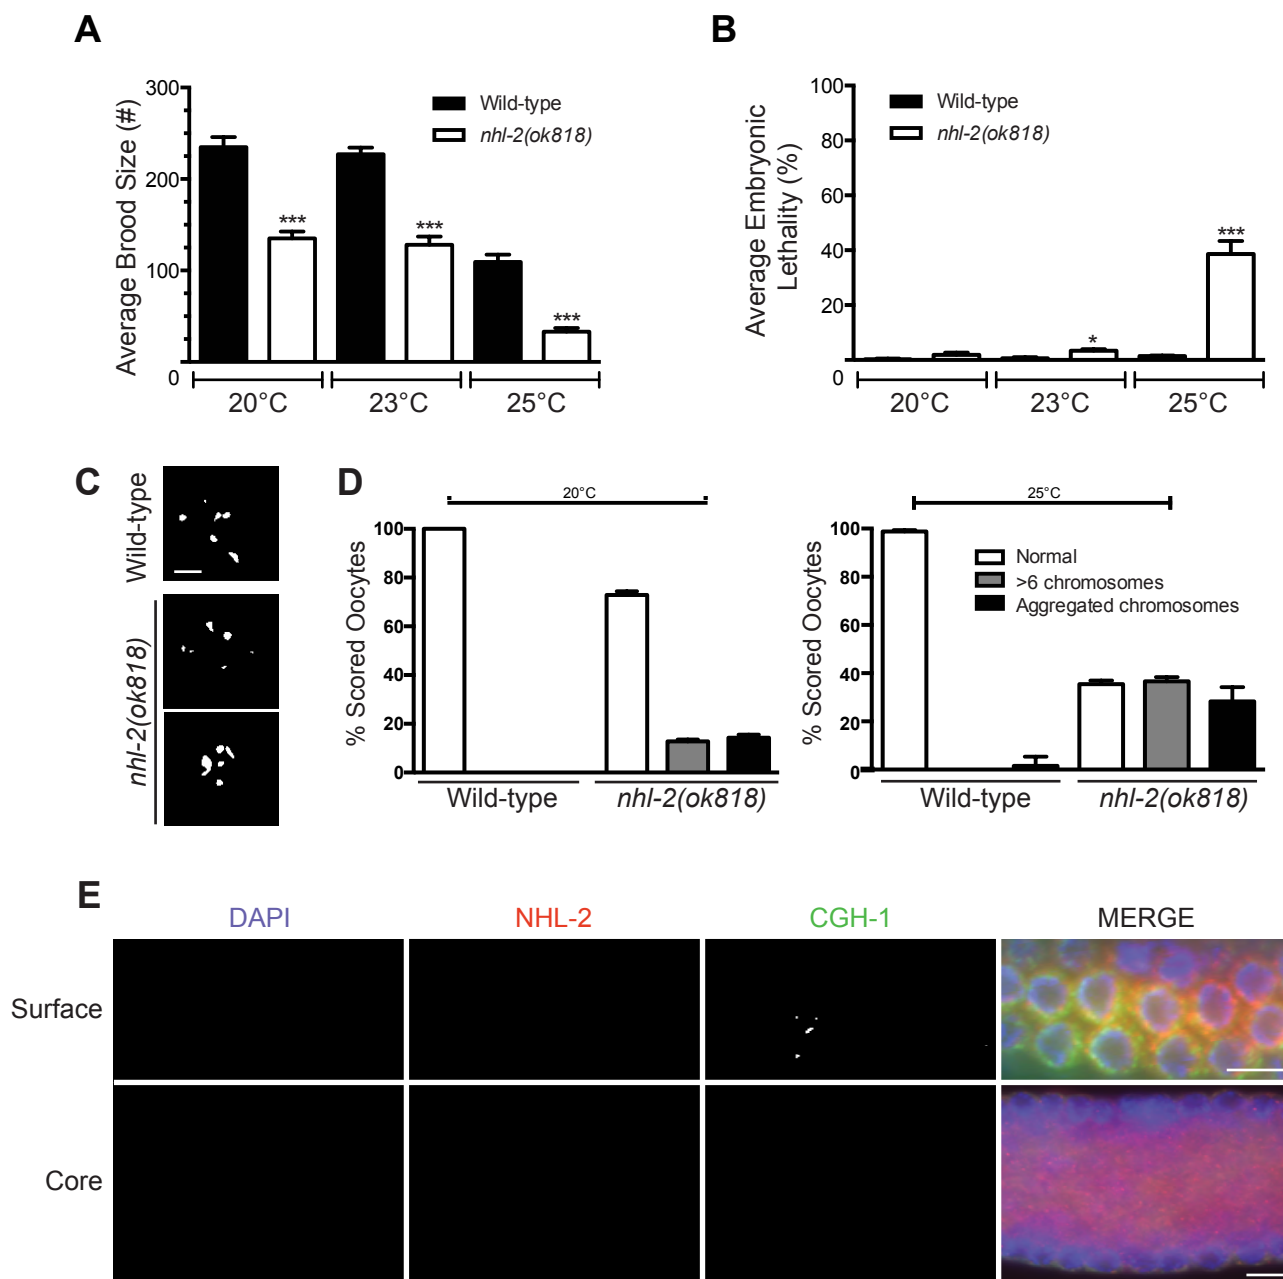 A
Average Brood Size (#)
300
200
100
0
Wild-type
nhl-2(ok818)
***
***
***
20°C 23°C 25°C
B
Average Embryonic
Lethality (%)
100
80
60
40
20
0
Wild-type
nhl-2(ok818)
*
***
20°C 23°C 25°C
C
Wild-type
nhl-2(ok818)
D
20°C
% Scored Oocytes
100
80
60
40
20
0
Wild-type nhl-2(ok818)
25°C
% Scored Oocytes
100
80
60
40
20
0
Normal
>6 chromosomes
Aggregated chromosomes
Wild-type nhl-2(ok818)
E
DAPI NHL-2 CGH-1 MERGE
Surface
Core